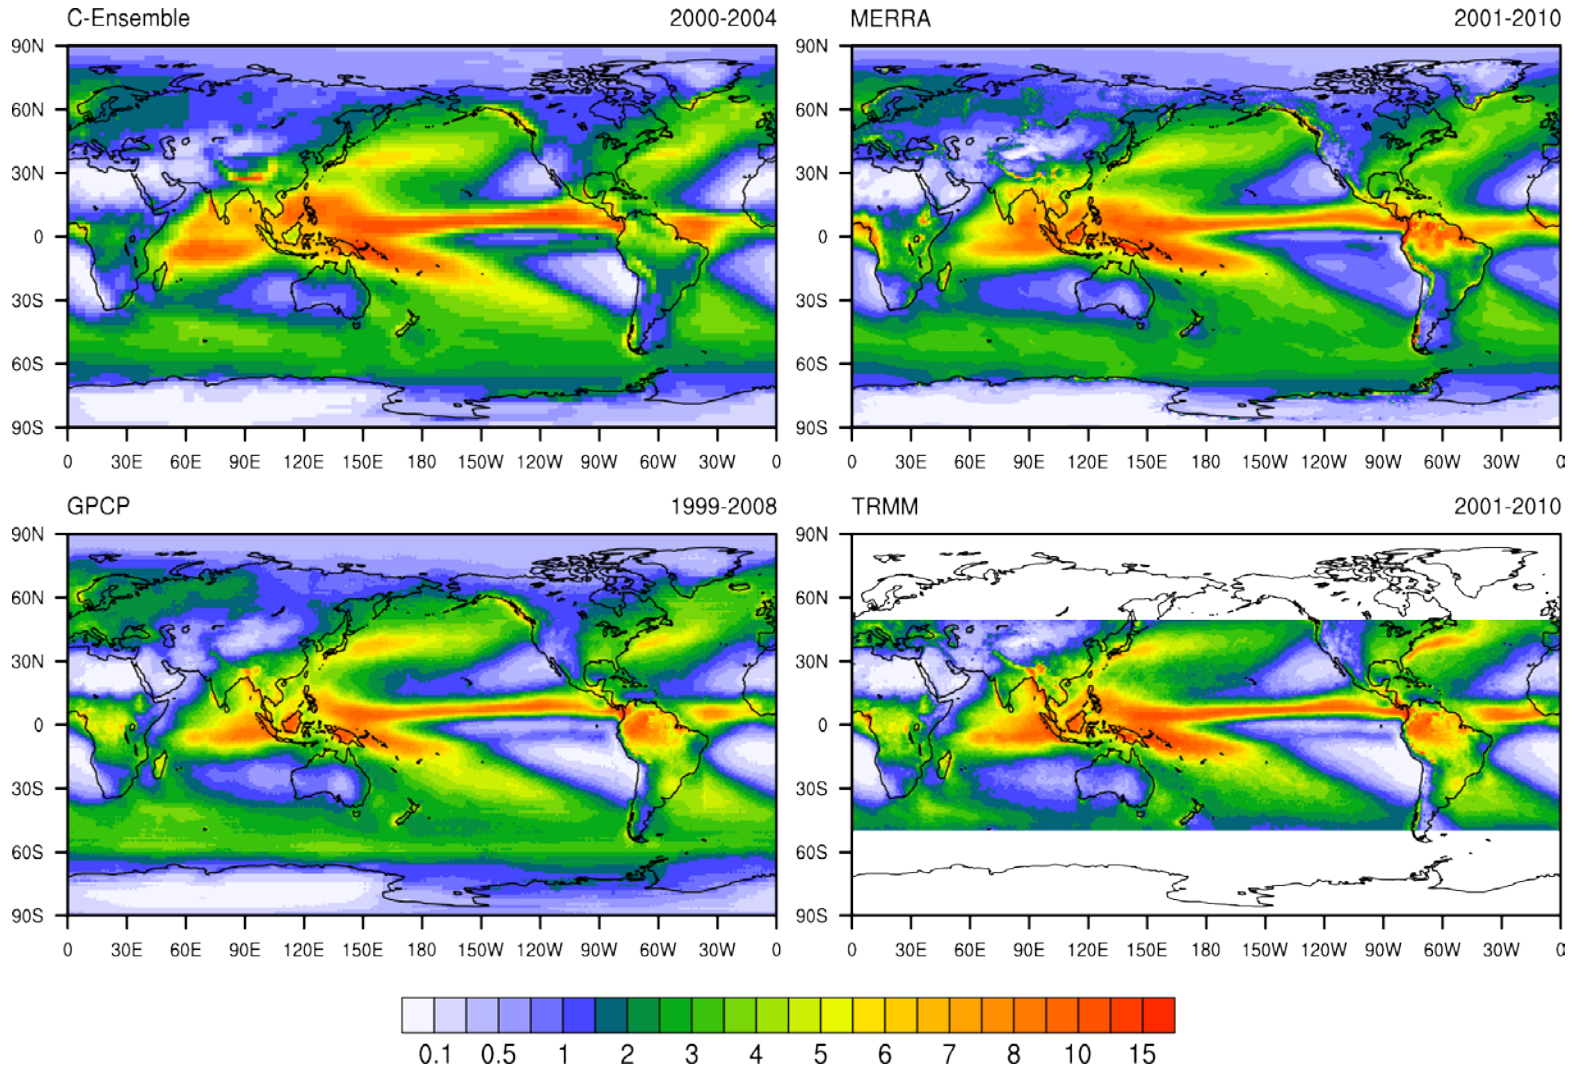 C-Ensemble 2000-2004
MERRA 2001-2010
90N
60N
30N
0
30S
60S
90S
0 30E 60E 90E 120E 150E 180 150W 120W 90W 60W 30W 0
90N
60N
30N
0
30S
60S
90S
0 30E 60E 90E 120E 150E 180 150W 120W 90W 60W 30W 0
GPCP 1999-2008
TRMM 2001-2010
90N
60N
30N
0
30S
60S
90S
0 30E 60E 90E 120E 150E 180 150W 120W 90W 60W 30W 0
90N
60N
30N
0
30S
60S
90S
0 30E 60E 90E 120E 150E 180 150W 120W 90W 60W 30W 0
0.1 0.5 1 2 3 4 5 6 7 8 10 15